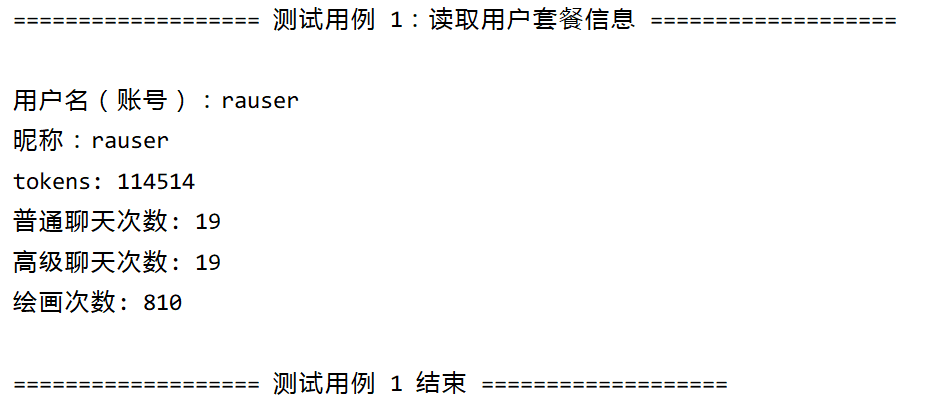 =================== 测试用例 1：读取用户套餐信息 ===================
用户名（账号）：rauser
昵称：rauser
tokens: 114514
普通聊天次数: 19
高级聊天次数: 19
绘画次数: 810
=================== 测试用例 1 结束 ===================